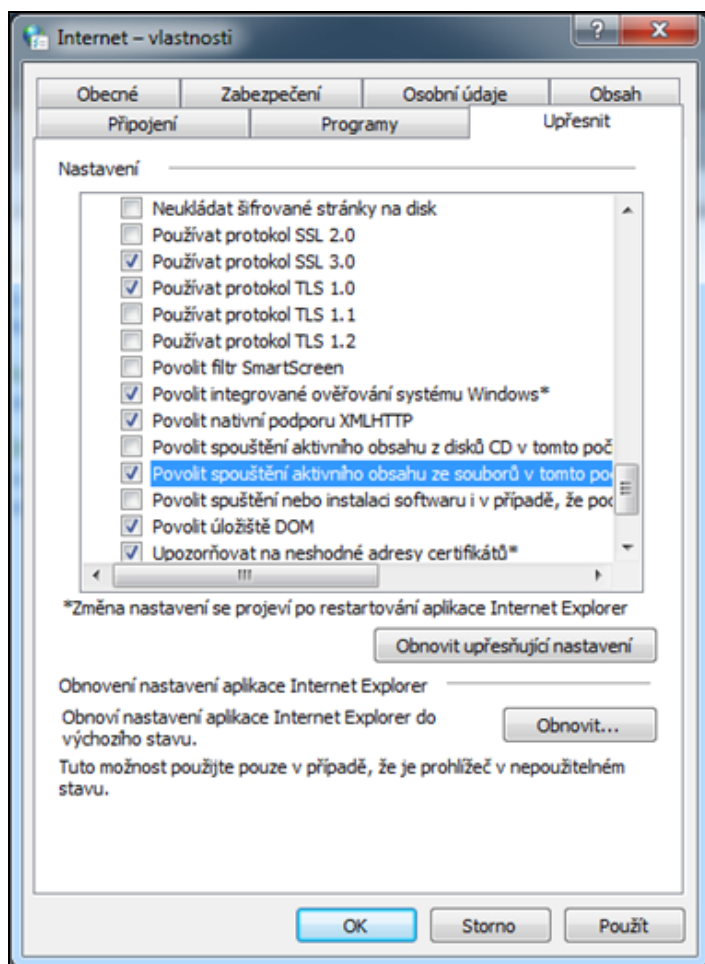 Internet – vlastnosti
Obecné
Zabezpečení
Osobní údaje
Obsah
Připojení
Programy
Upřesnit
Nastavení
Neukládat šifrované stránky na disk
Používat protokol SSL 2.0
Používat protokol SSL 3.0
Používat protokol TLS 1.0
Používat protokol TLS 1.1
Používat protokol TLS 1.2
Povolit filtr SmartScreen
Povolit integrované ověřování systému Windows*
Povolit nativní podporu XMLHTTP
Povolit spouštění aktivního obsahu z disků CD v tomto poč
Povolit spouštění aktivního obsahu ze souborů v tomto po
Povolit spuštění nebo instalaci softwaru i v případě, že pod
Povolit úložiště DOM
Upozorňovat na neshodné adresy certifikátů*
*Změna nastavení se projeví po restartování aplikace Internet Explorer
Obnovit upřesňující nastavení
Obnovení nastavení aplikace Internet Explorer
Obnoví nastavení aplikace Internet Explorer do
výchozího stavu.
Obnovit...
Tuto možnost použijte pouze v případě, že je prohlížeč v nepoužitelném
stavu.
OK
Storno
Použít